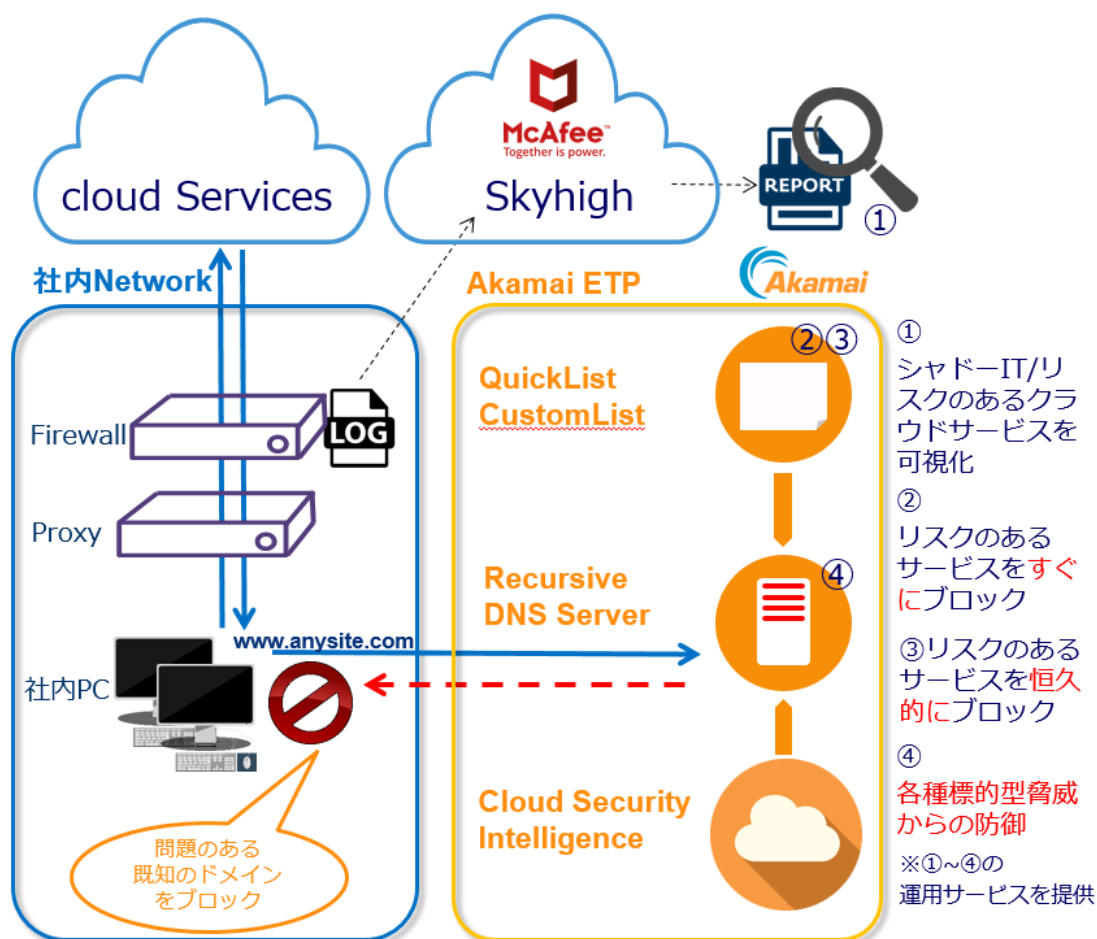 cloud Services
McAfee™
Together is power.
Skyhigh
REPORT
①
社内Network
Firewall
LOG
Proxy
www.anysite.com
社内PC
問題のある
既知のドメイン
をブロック
Akamai ETP
Akamai
②③
QuickList
CustomList
Recursive
DNS Server
④
Cloud Security
Intelligence
①
シャドーIT/リ
スクのあるクラ
ウドサービスを
可視化
②
リスクのある
サービスをすぐ
にブロック
③リスクのある
サービスを恒久
的にブロック
④
各種標的型脅威
からの防御
※①~④の
運用サービスを提供